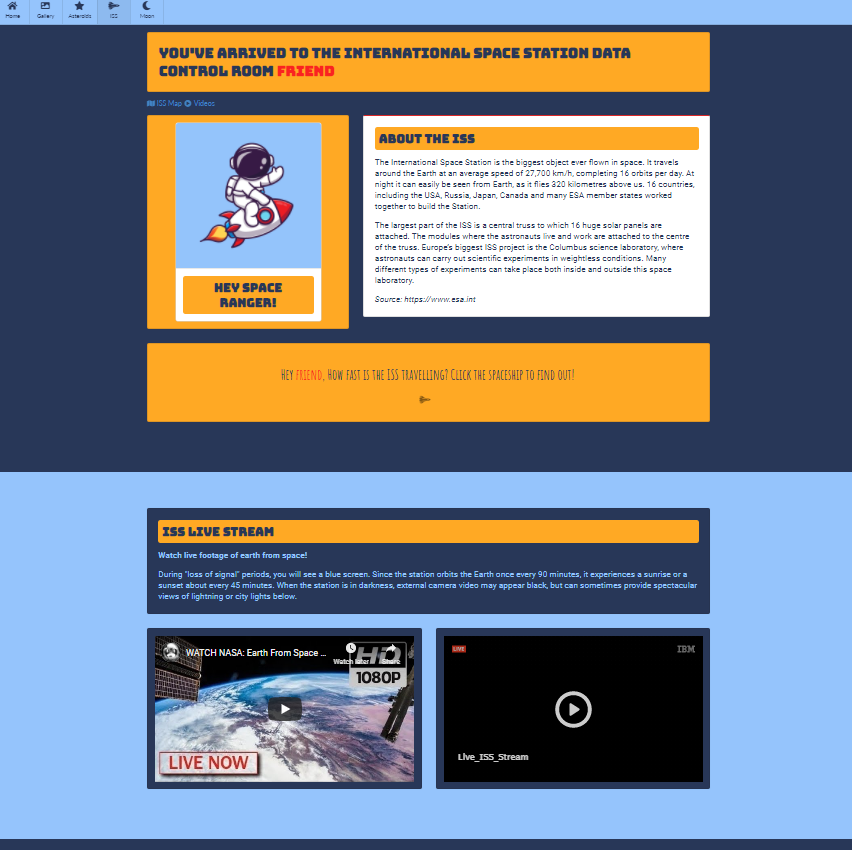 Home Gallery Asteroids ISS Moon
YOU'VE ARRIVED TO THE INTERNATIONAL SPACE STATION DATA
CONTROL ROOM FRIEND
ISS Map Videos
HEY SPACE
RANGER!
ABOUT THE ISS
The International Space Station is the biggest object ever flown in space. It travels
around the Earth at an average speed of 27,700 km/h, completing 16 orbits per day. At
night it can easily be seen from Earth, as it flies 320 kilometres above us. 16 countries,
including the USA, Russia, Japan, Canada and many ESA member states worked
together to build the Station.
The largest part of the ISS is a central truss to which 16 huge solar panels are
attached. The modules where the astronauts live and work are attached to the centre
of the truss. Europe's biggest ISS project is the Columbus science laboratory, where
astronauts can carry out scientific experiments in weightless conditions. Many
different types of experiments can take place both inside and outside this space
laboratory.
Source: https://www.esa.int
Hey friend, How fast is the ISS travelling? Click the spaceship to find out!
ISS LIVE STREAM
Watch live footage of earth from space!
During "loss of signal" periods, you will see a blue screen. Since the station orbits the Earth once every 90 minutes, it experiences a sunrise or a
sunset about every 45 minutes. When the station is in darkness, external camera video may appear black, but can sometimes provide spectacular
views of lightning or city lights below.
WATCH NASA: Earth From Space ...
Watch later Share
HD
1080P
LIVE NOW
LIVE
IBM
Live_ISS_Stream